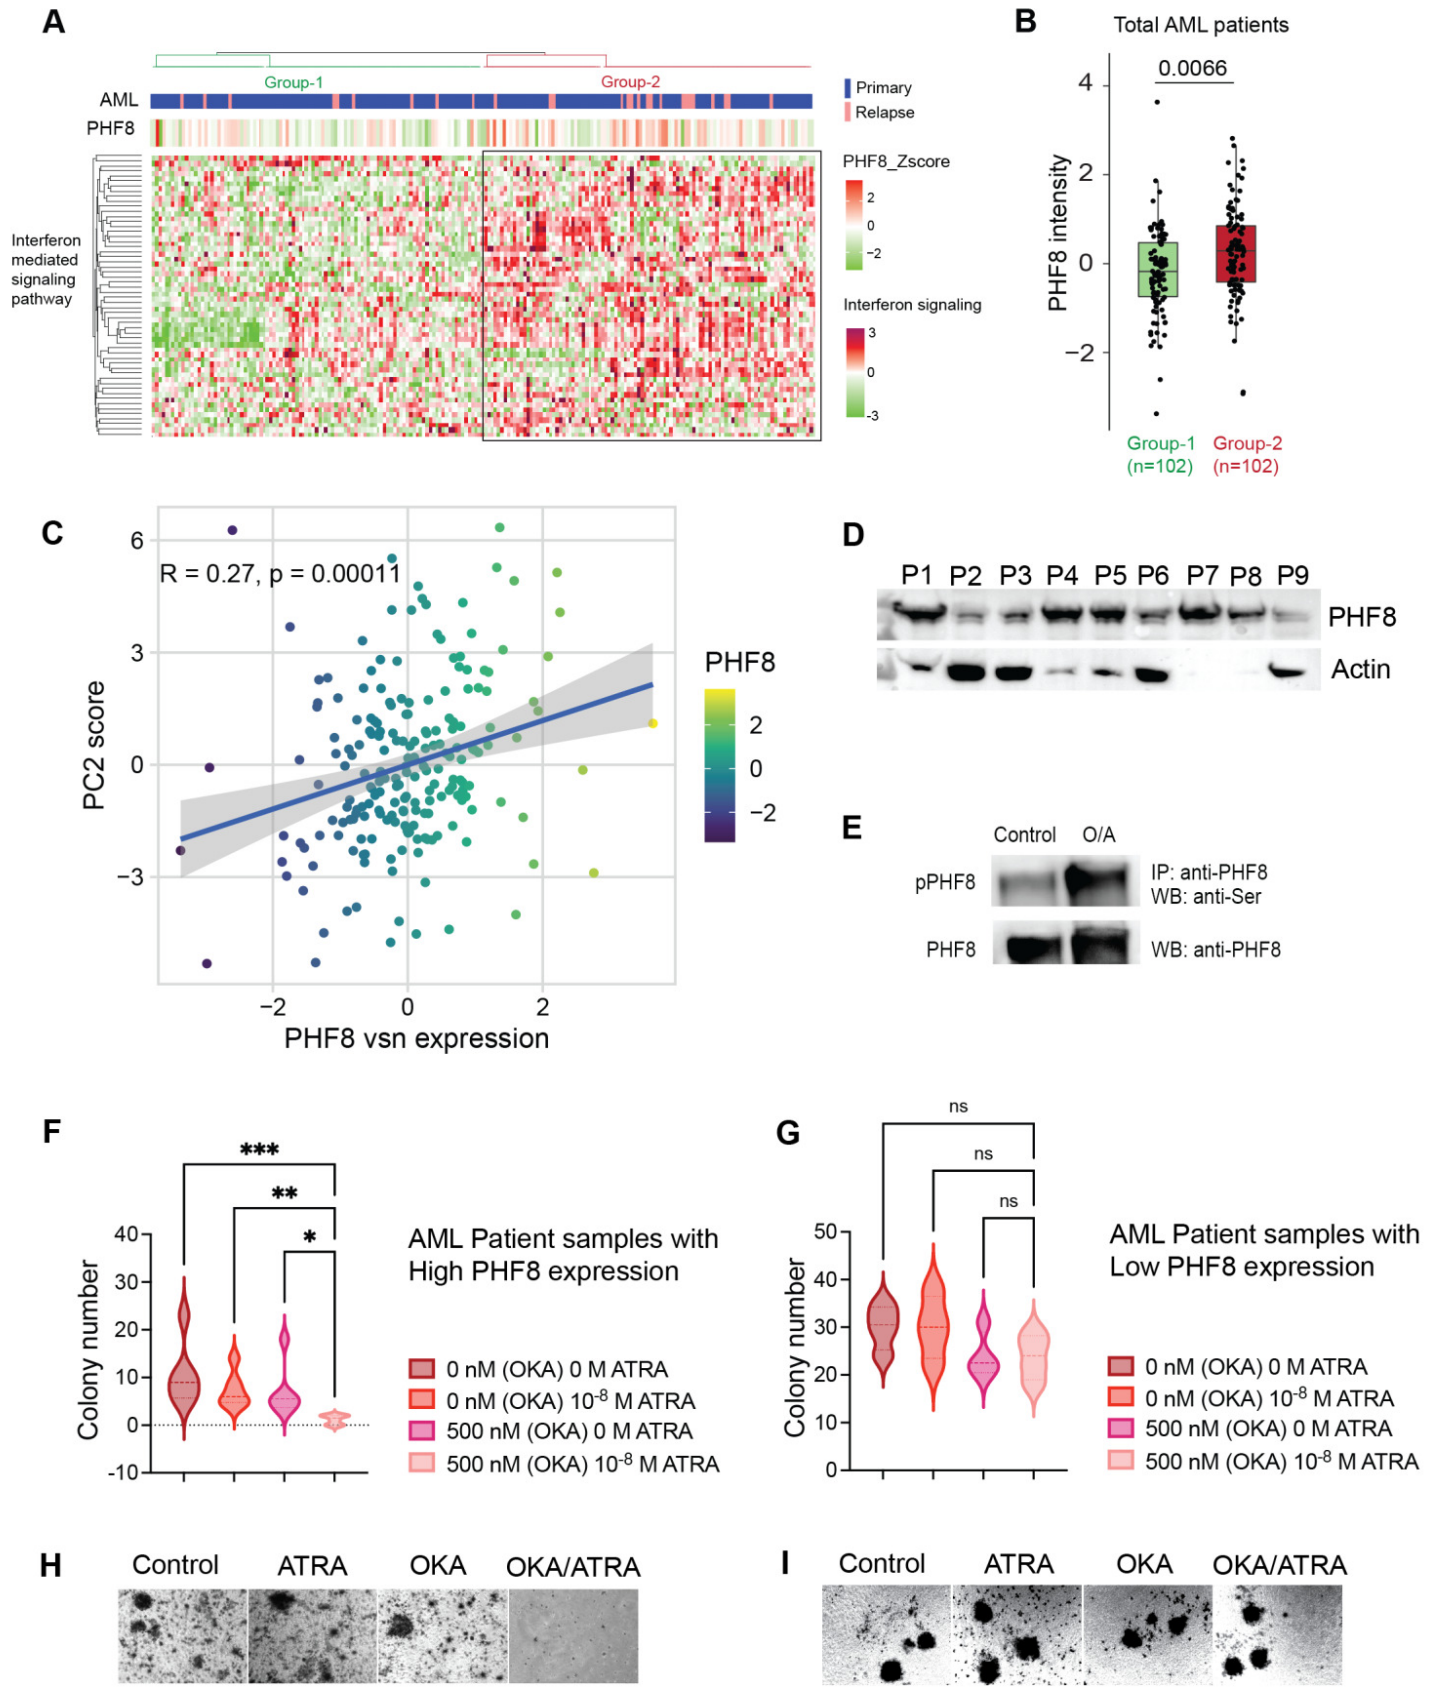 A
Group-1
Group-2
AML
PHF8
Interferon
mediated
signaling
pathway
Primary
Relapse
PHF8_Zscore
2
0
−2
Interferon signaling
3
0
-3
B
Total AML patients
0.0066
PHF8 intensity
4
2
0
−2
Group-1
(n=102)
Group-2
(n=102)
C
R = 0.27, p = 0.00011
PC2 score
6
3
0
−3
−2
0
2
PHF8 vsn expression
PHF8
2
0
−2
D
P1 P2 P3 P4 P5 P6 P7 P8 P9
PHF8
Actin
E
Control O/A
pPHF8
IP: anti-PHF8
WB: anti-Ser
PHF8
WB: anti-PHF8
F
***
**
*
Colony number
40
30
20
10
0
-10
AML Patient samples with
High PHF8 expression
0 nM (OKA) 0 M ATRA
0 nM (OKA) 10⁻⁸ M ATRA
500 nM (OKA) 0 M ATRA
500 nM (OKA) 10⁻⁸ M ATRA
G
ns
ns
ns
Colony number
50
40
30
20
10
0
AML Patient samples with
Low PHF8 expression
0 nM (OKA) 0 M ATRA
0 nM (OKA) 10⁻⁸ M ATRA
500 nM (OKA) 0 M ATRA
500 nM (OKA) 10⁻⁸ M ATRA
H
Control ATRA OKA OKA/ATRA
I
Control ATRA OKA OKA/ATRA